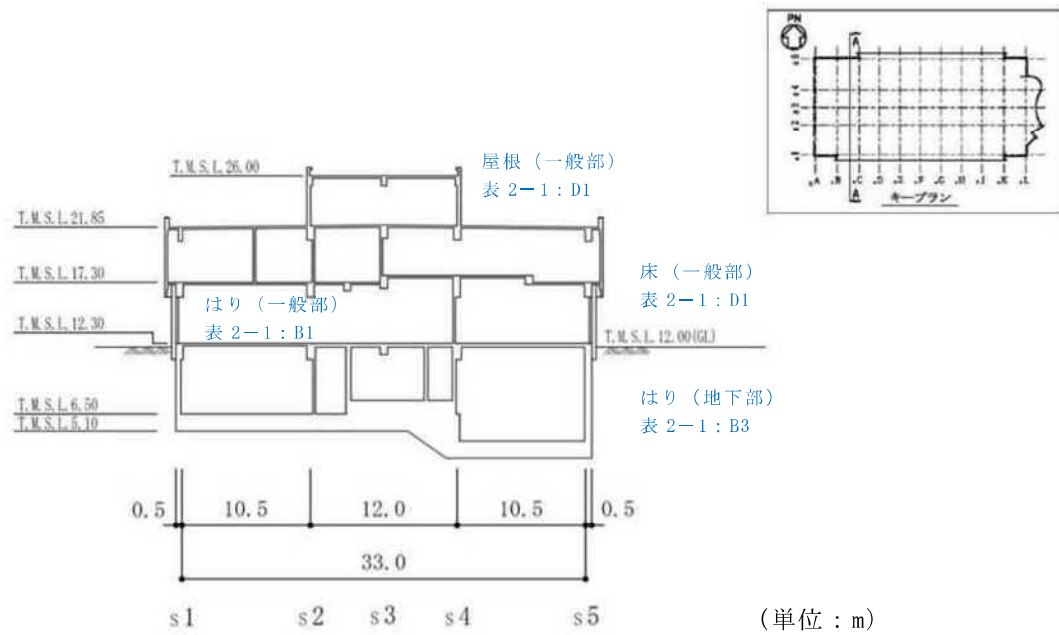 PN
A
A
キープラン
屋根（一般部）
表 2－1：D1
T.M.S.L.26.00
T.M.S.L.21.85
床（一般部）
表 2－1：D1
T.M.S.L.17.30
はり（一般部）
表 2－1：B1
T.M.S.L.12.30
T.M.S.L.12.00(GL)
はり（地下部）
表 2－1：B3
T.M.S.L.6.50
T.M.S.L.5.10
0.5 10.5 12.0 10.5 0.5
33.0
s1 s2 s3 s4 s5
（単位：m）